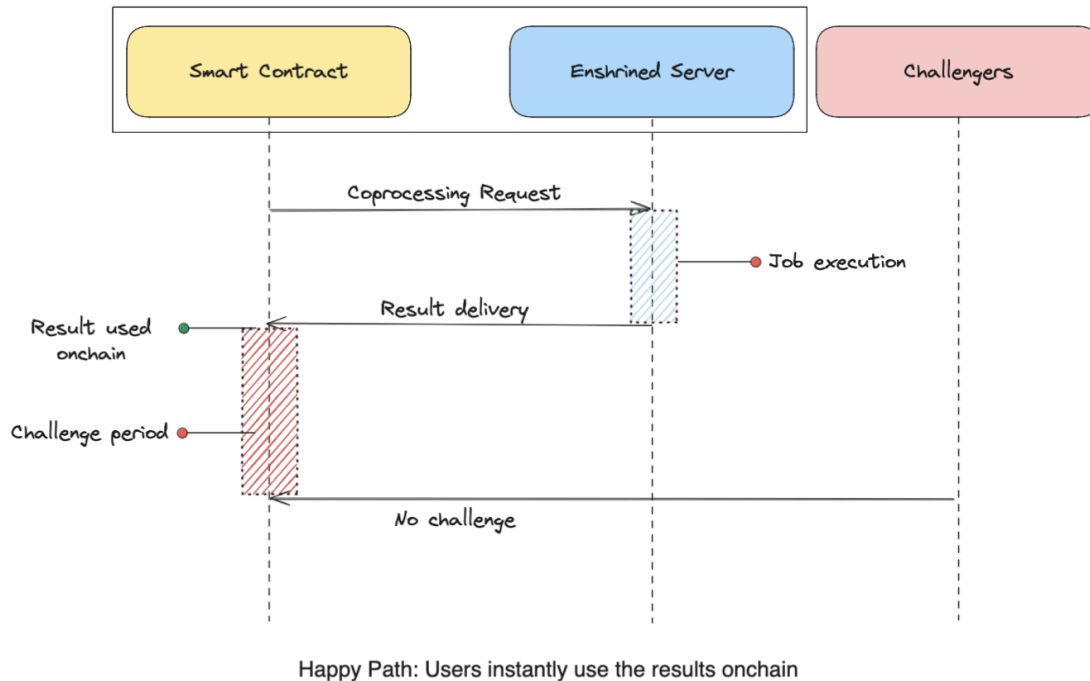 Smart Contract
Enshrined Server
Challengers
Coprocessing Request
Job execution
Result delivery
Result used
onchain
Challenge period
No challenge
Happy Path: Users instantly use the results onchain